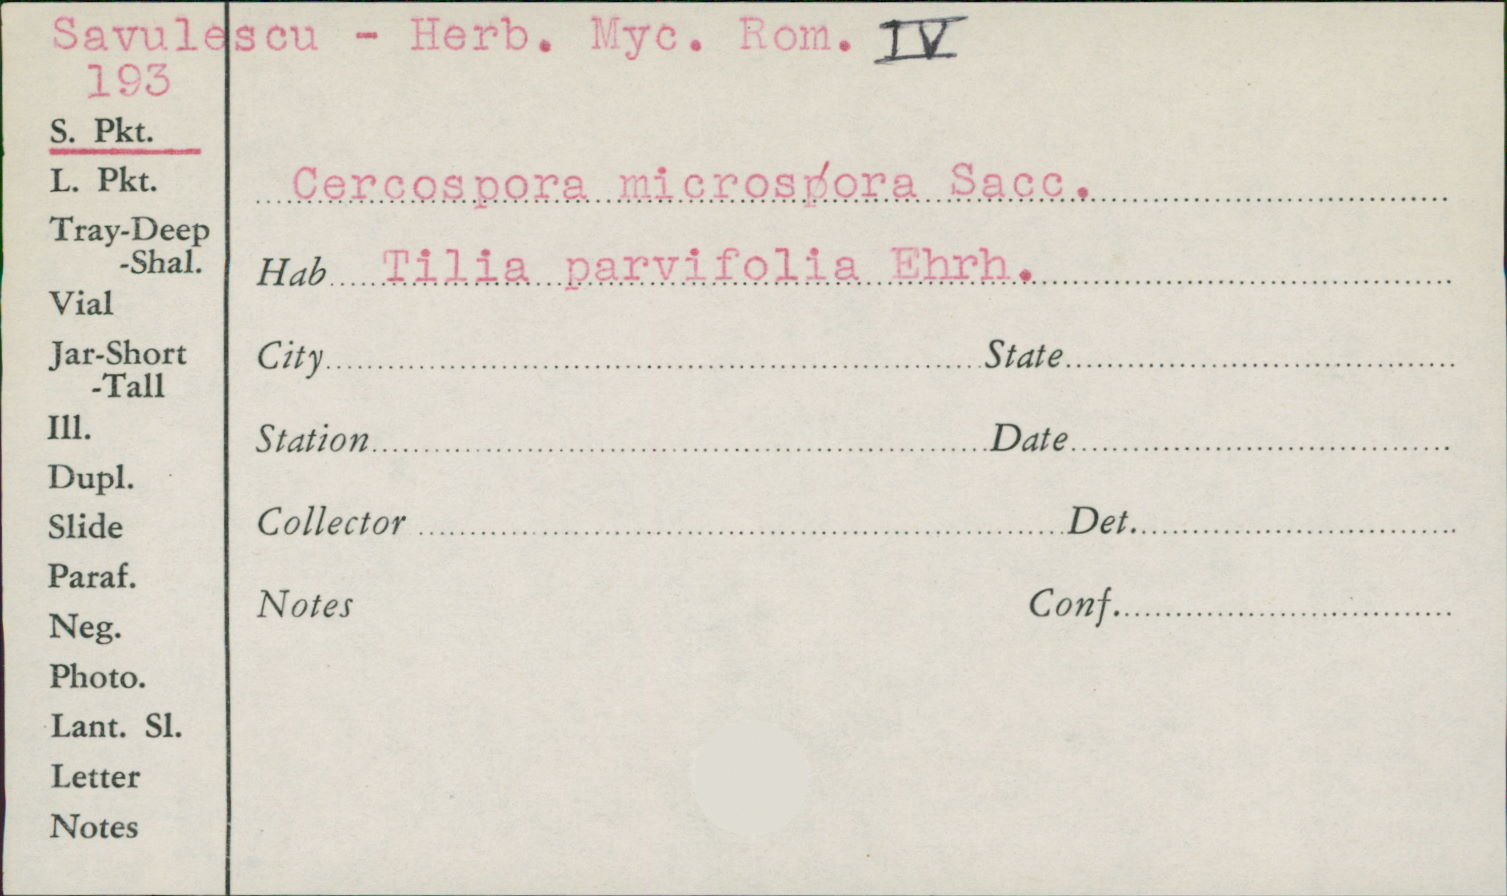 Savulescu - Herb. Myc. Rom. IV
193
S. Pkt.
L. Pkt.
Tray-Deep
-Shal.
Vial
Jar-Short
-Tall
Ill.
Dupl.
Slide
Paraf.
Neg.
Photo.
Lant. Sl.
Letter
Notes
Cercospora microspora Sacc.
Hab Tilia parvifolia Ehrh.
City State
Station Date
Collector Det.
Notes Conf.